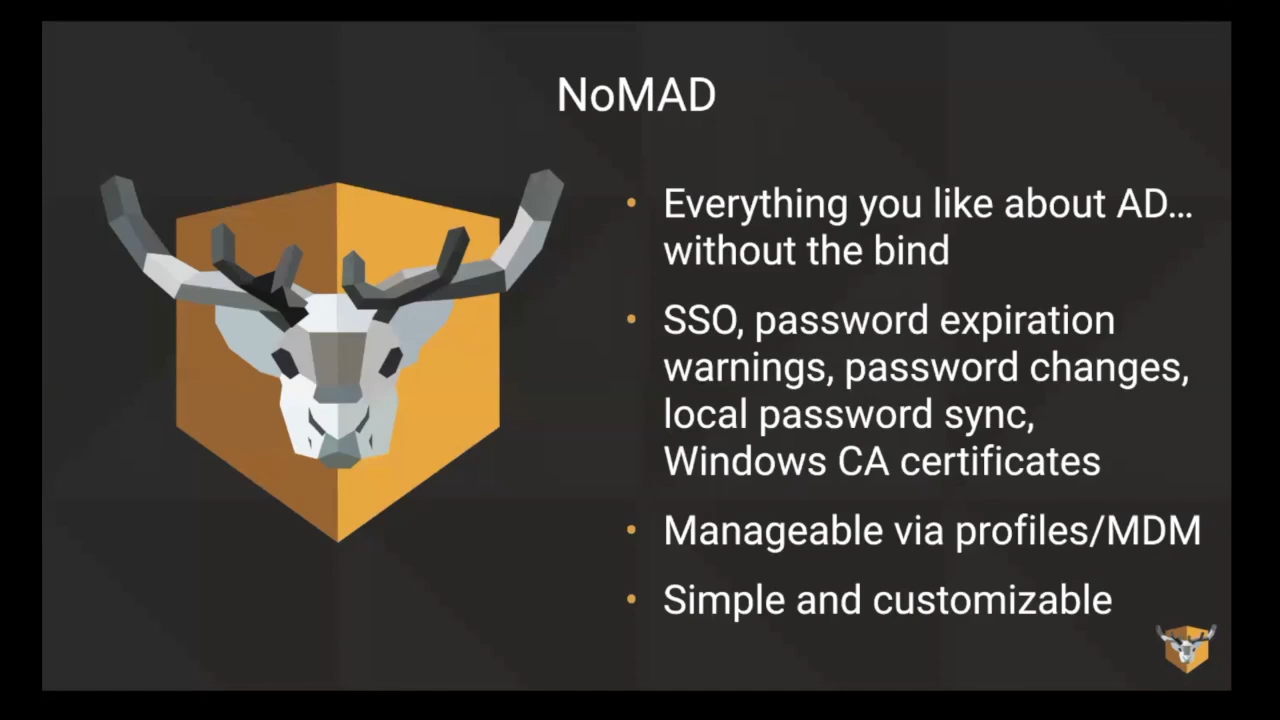 NoMAD
• Everything you like about AD…
without the bind
• SSO, password expiration
warnings, password changes,
local password sync,
Windows CA certificates
• Manageable via profiles/MDM
• Simple and customizable